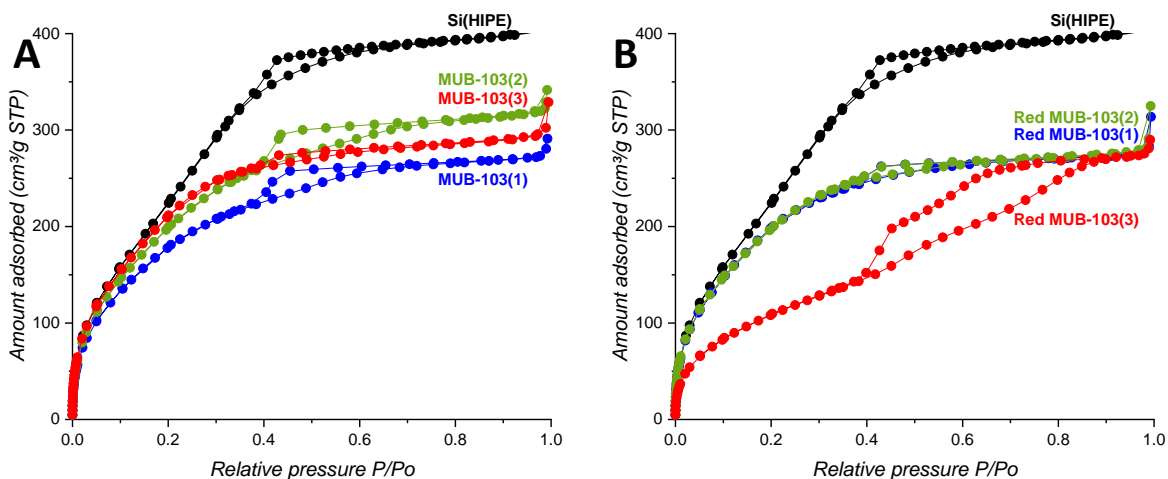 A
Si(HIPE)
MUB-103(2)
MUB-103(3)
MUB-103(1)
Amount adsorbed (cm³/g STP)
400
300
200
100
0
0.0 0.2 0.4 0.6 0.8 1.0
Relative pressure P/Po
B
Si(HIPE)
Red MUB-103(2)
Red MUB-103(1)
Red MUB-103(3)
Amount adsorbed (cm³/g STP)
400
300
200
100
0
0.0 0.2 0.4 0.6 0.8 1.0
Relative pressure P/Po